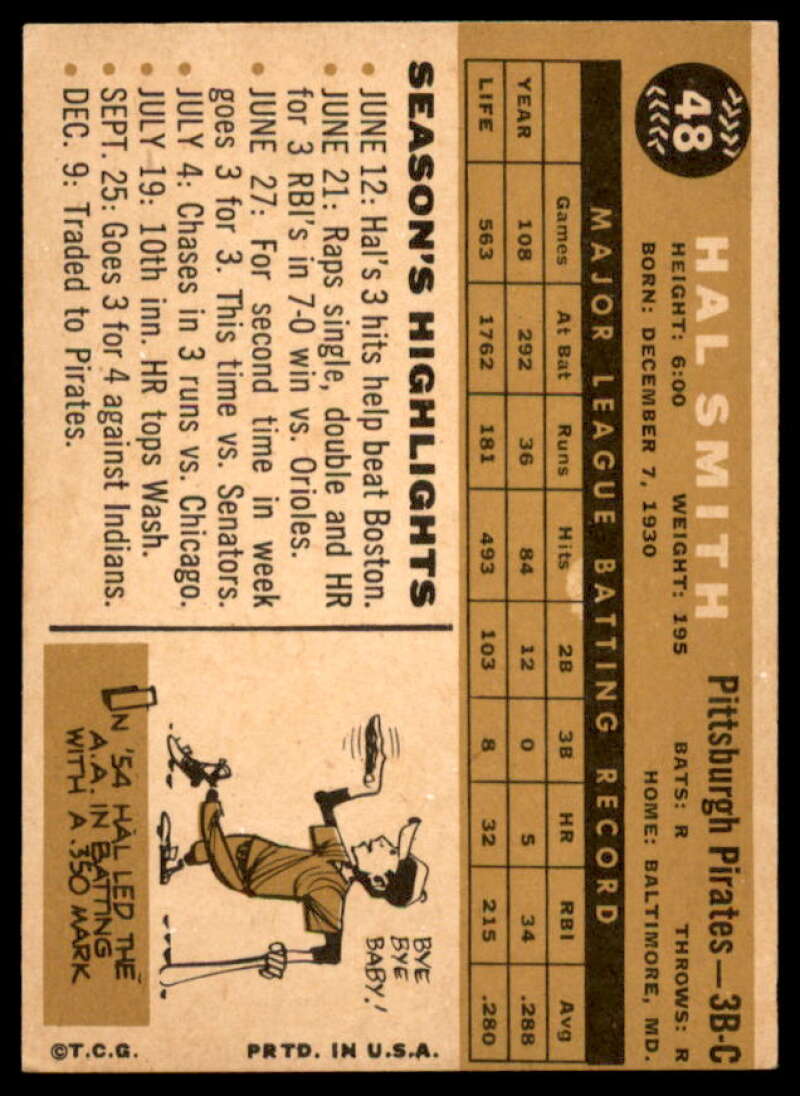 48
HAL SMITH
Pittsburgh Pirates—3B-C
HEIGHT: 6:00 WEIGHT: 195 BATS: R THROWS: R
BORN: DECEMBER 7, 1930 HOME: BALTIMORE, MD.
MAJOR LEAGUE BATTING RECORD
Games At Bat Runs Hits 2B 3B HR RBI Avg
YEAR 108 292 36 84 12 0 5 34 .288
LIFE 563 1762 181 493 103 8 32 215 .280
SEASON'S HIGHLIGHTS
• JUNE 12: Hal's 3 hits help beat Boston.
• JUNE 21: Raps single, double and HR
for 3 RBI's in 7-0 win vs. Orioles.
• JUNE 27: For second time in week
goes 3 for 3. This time vs. Senators.
• JULY 4: Chases in 3 runs vs. Chicago.
• JULY 19: 10th inn. HR tops Wash.
• SEPT. 25: Goes 3 for 4 against Indians.
• DEC. 9: Traded to Pirates.
BYE
BYE
BABY!
IN '54 HAL LED THE
A.A. IN BATTING
WITH A .350 MARK
©T.C.G. PRTD. IN U.S.A.